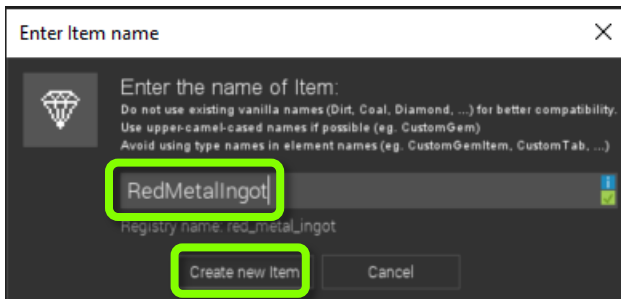 Enter Item name
Enter the name of Item:
Do not use existing vanilla names (Dirt, Coal, Diamond, ...) for better compatibility.
Use upper-camel-cased names if possible (eg. CustomGem)
Avoid using type names in element names (eg. CustomGemItem, CustomTab, ...)
RedMetalIngot
Registry name: red_metal_ingot
Create new Item Cancel